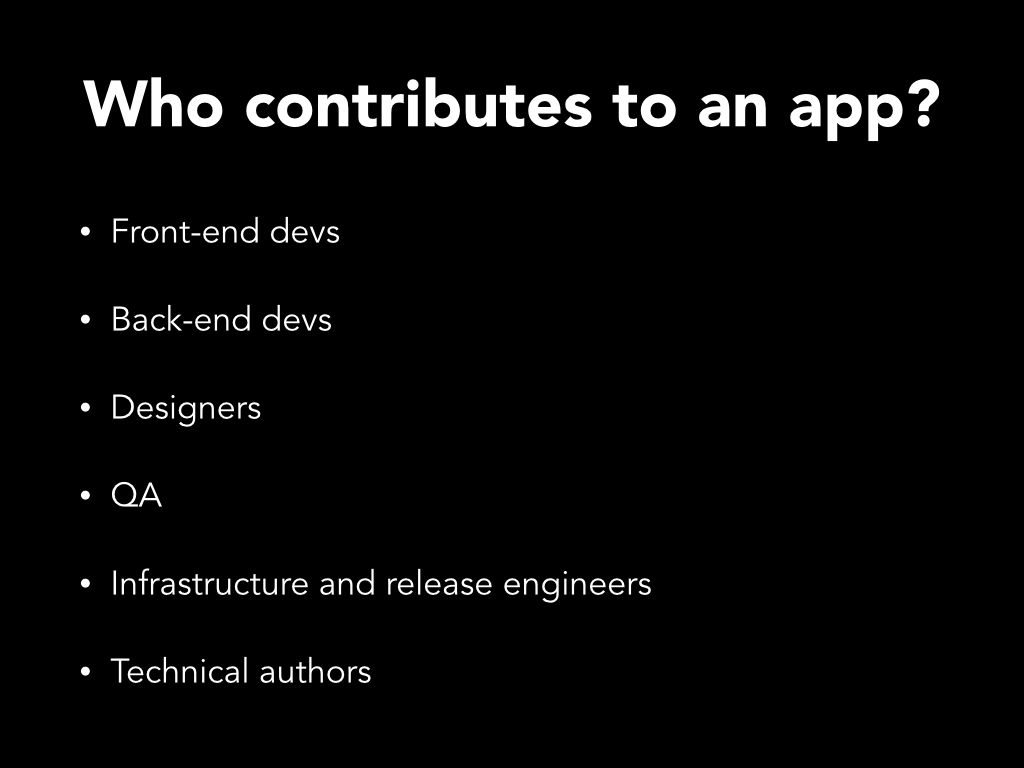 Who contributes to an app?
• Front-end devs
• Back-end devs
• Designers
• QA
• Infrastructure and release engineers
• Technical authors